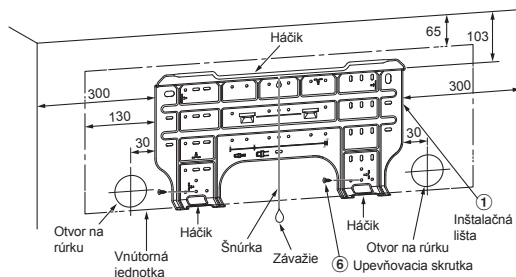 65
103
Háčik
300
300
130
30
30
①
Inštalačná
lišta
Otvor na
rúrku
Háčik
Háčik
Vnútorná
jednotka
Šnúrka
Závažie
Otvor na
rúrku
⑥ Upevňovacia skrutka